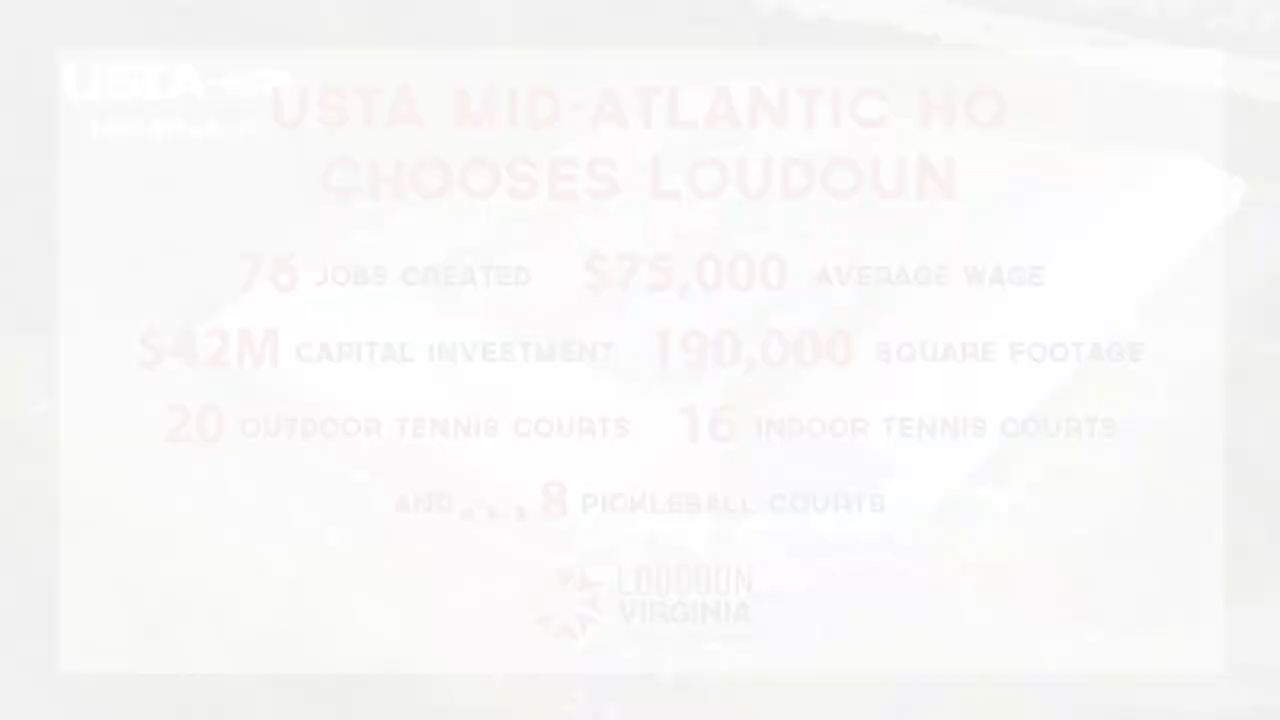 USTA
USTA MID-ATLANTIC HQ
CHOOSES LOUDOUN
76 JOBS CREATED $75,000 AVERAGE WAGE
$42M CAPITAL INVESTMENT 190,000 SQUARE FOOTAGE
20 OUTDOOR TENNIS COURTS 16 INDOOR TENNIS COURTS
AND... 8 PICKLEBALL COURTS
LOUDOUN
VIRGINIA